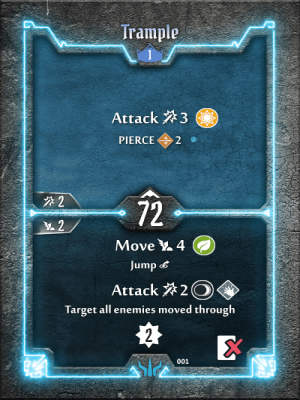 Trample
1
Attack 3
PIERCE 2
2
72
2
Move 4
Jump
Attack 2
Target all enemies moved through
2
001